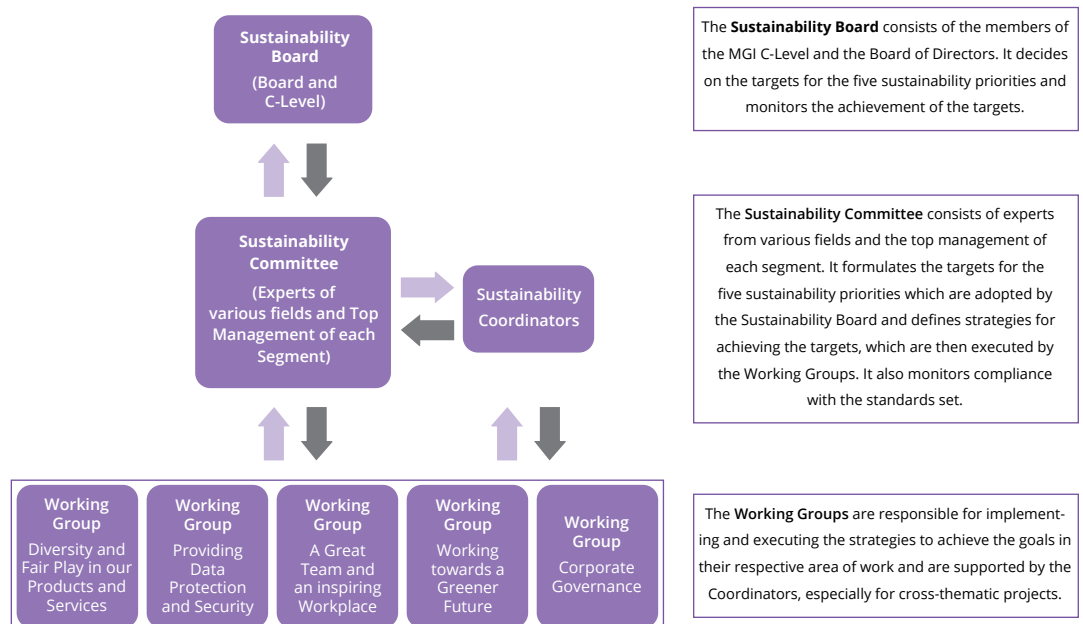 Sustainability
Board
(Board and
C-Level)
The Sustainability Board consists of the members of
the MGI C-Level and the Board of Directors. It decides
on the targets for the five sustainability priorities and
monitors the achievement of the targets.
Sustainability
Committee
(Experts of
various fields and Top
Management of each
Segment)
Sustainability
Coordinators
The Sustainability Committee consists of experts
from various fields and the top management of
each segment. It formulates the targets for the
five sustainability priorities which are adopted by
the Sustainability Board and defines strategies for
achieving the targets, which are then executed by
the Working Groups. It also monitors compliance
with the standards set.
Working
Group
Diversity and
Fair Play in our
Products and
Services
Working
Group
Providing
Data
Protection
and Security
Working
Group
A Great
Team and
an inspiring
Workplace
Working
Group
Working
towards a
Greener
Future
Working
Group
Corporate
Governance
The Working Groups are responsible for implement-
ing and executing the strategies to achieve the goals in
their respective area of work and are supported by the
Coordinators, especially for cross-thematic projects.